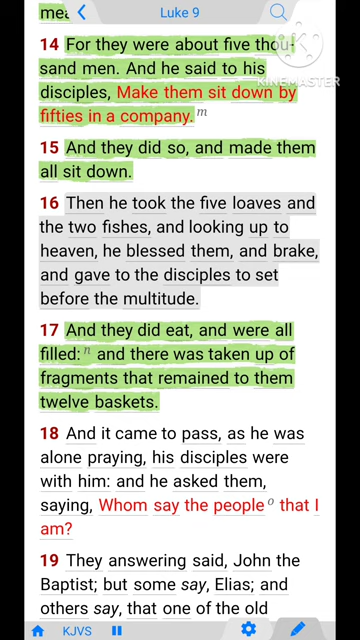 mea
Luke 9
14 For they were about five thou-
sand men. And he said to his
disciples, Make them sit down by
fifties in a company. m
KINEMASTER
15 And they did so, and made them
all sit down.
16 Then he took the five loaves and
the two fishes, and looking up to
heaven, he blessed them, and brake,
and gave to the disciples to set
before the multitude.
17 And they did eat, and were all
filled: n and there was taken up of
fragments that remained to them
twelve baskets.
18 And it came to pass, as he was
alone praying, his disciples were
with him: and he asked them,
saying, Whom say the people o that I
am?
19 They answering said, John the
Baptist; but some say, Elias; and
others say, that one of the old
KJVS